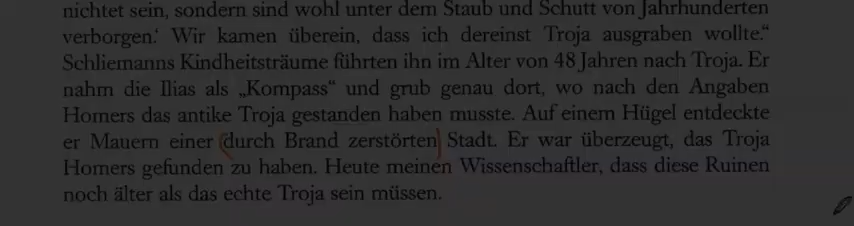 nichtet sein, sondern sind wohl unter dem Staub und Schutt von Jahrhunderten
verborgen.‘ Wir kamen überein, dass ich dereinst Troja ausgraben wollte.“
Schliemanns Kindheitsträume führten ihn im Alter von 48 Jahren nach Troja. Er
nahm die Ilias als „Kompass“ und grub genau dort, wo nach den Angaben
Homers das antike Troja gestanden haben musste. Auf einem Hügel entdeckte
er Mauern einer (durch Brand zerstörten) Stadt. Er war überzeugt, das Troja
Homers gefunden zu haben. Heute meinen Wissenschaftler, dass diese Ruinen
noch älter als das echte Troja sein müssen.